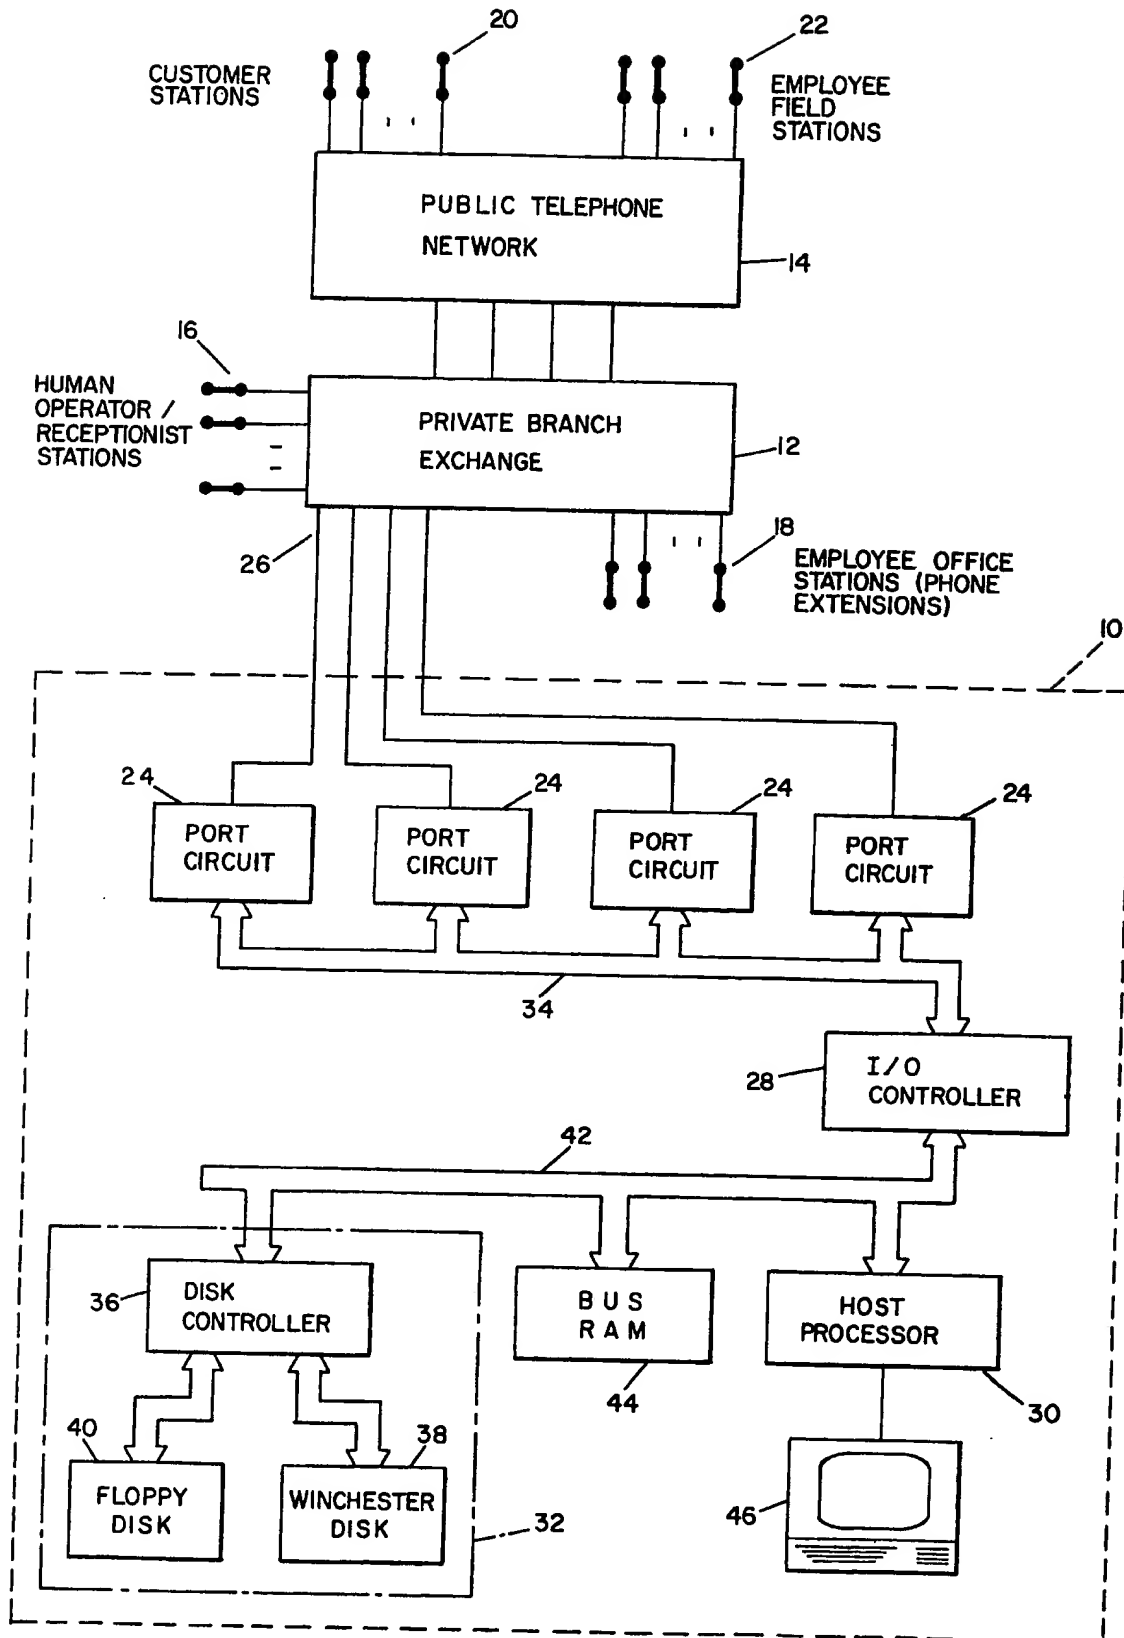 20
22
CUSTOMER
STATIONS
EMPLOYEE
FIELD
STATIONS
PUBLIC TELEPHONE
NETWORK
14
16
HUMAN
OPERATOR /
RECEPTIONIST
STATIONS
PRIVATE BRANCH
EXCHANGE
12
26
18
EMPLOYEE OFFICE
STATIONS (PHONE
EXTENSIONS)
10
24
24
24
24
PORT
CIRCUIT
PORT
CIRCUIT
PORT
CIRCUIT
PORT
CIRCUIT
34
28
I/O
CONTROLLER
42
36
DISK
CONTROLLER
BUS
RAM
HOST
PROCESSOR
44
30
40
38
FLOPPY
DISK
WINCHESTER
DISK
32
46